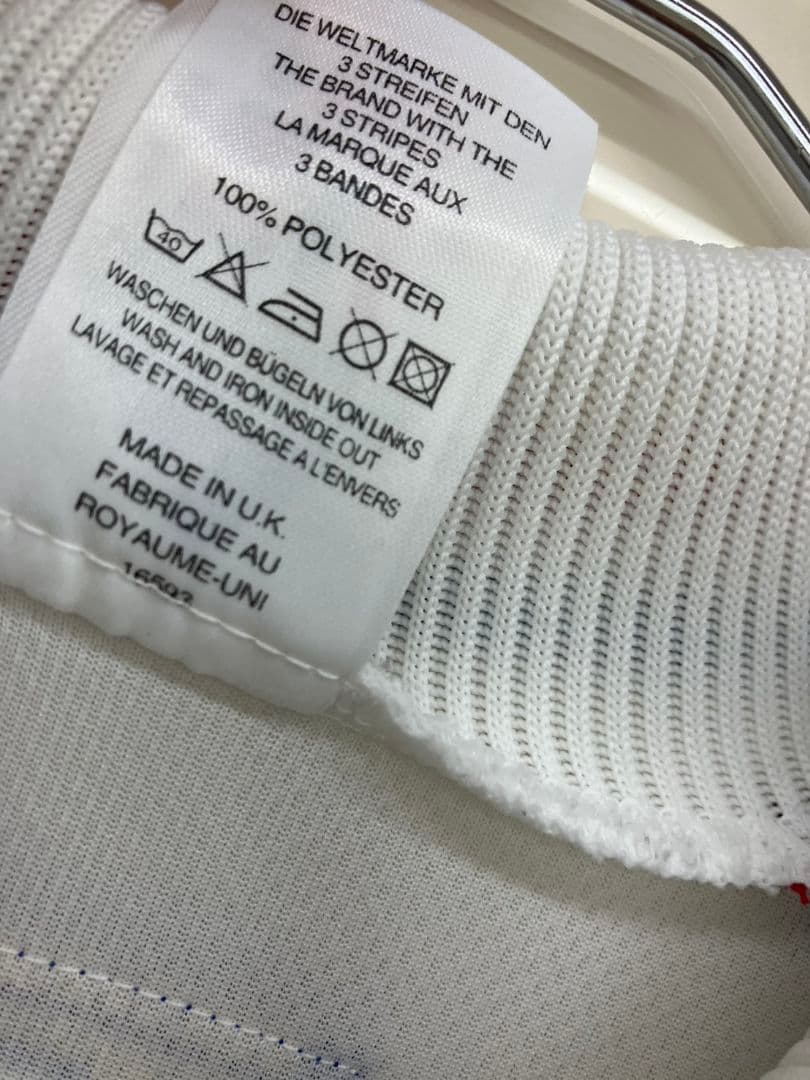 DIE WELTMARKE MIT DEN
3 STREIFEN
THE BRAND WITH THE
3 STRIPES
LA MARQUE AUX
3 BANDES
100% POLYESTER
40
WASCHEN UND BÜGELN VON LINKS
WASH AND IRON INSIDE OUT
LAVAGE ET REPASSAGE A L'ENVERS
MADE IN U.K.
FABRIQUE AU
ROYAUME-UNI